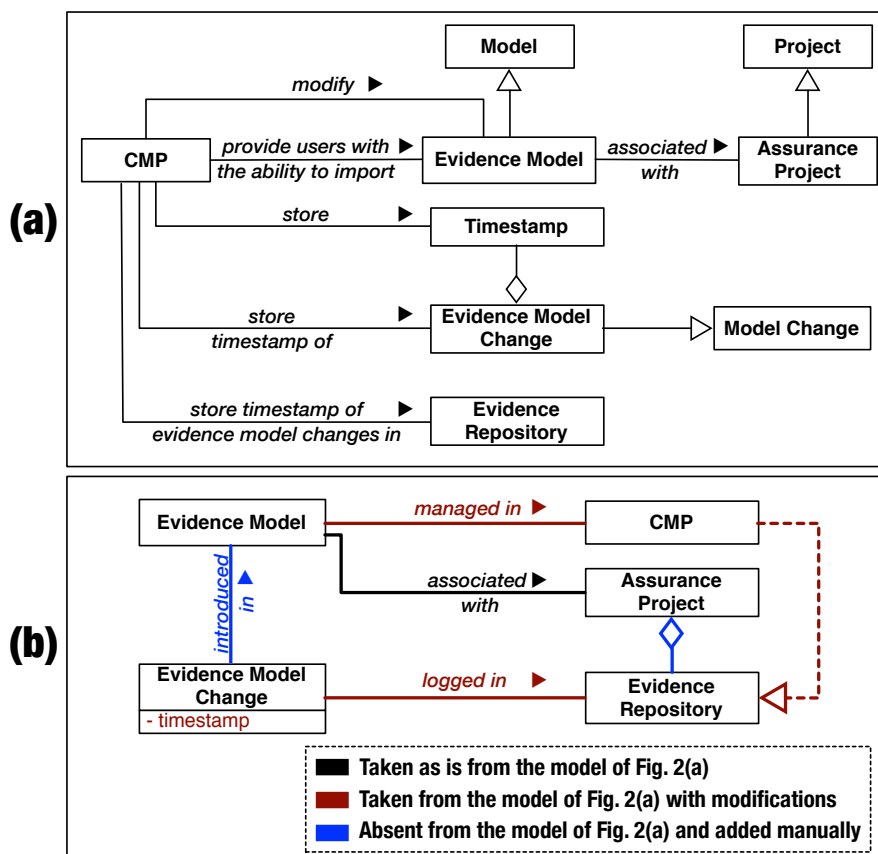 (a)
Model
Project
modify ▶
CMP
provide users with ▶
the ability to import
Evidence Model
associated ▶
with
Assurance
Project
store ▶
Timestamp
store ▶
timestamp of
Evidence Model
Change
Model Change
store timestamp of ▶
evidence model changes in
Evidence
Repository
(b)
Evidence Model
managed in ▶
CMP
introduced
in ▶
associated ▶
with
Assurance
Project
Evidence Model
Change
- timestamp
logged in ▶
Evidence
Repository
Taken as is from the model of Fig. 2(a)
Taken from the model of Fig. 2(a) with modifications
Absent from the model of Fig. 2(a) and added manually